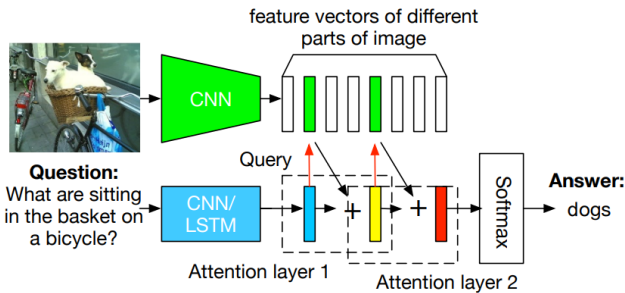 feature vectors of different
parts of image
CNN
Question:
What are sitting
in the basket on
a bicycle?
Query
CNN/
LSTM
+
+
Softmax
Answer:
dogs
Attention layer 1
Attention layer 2